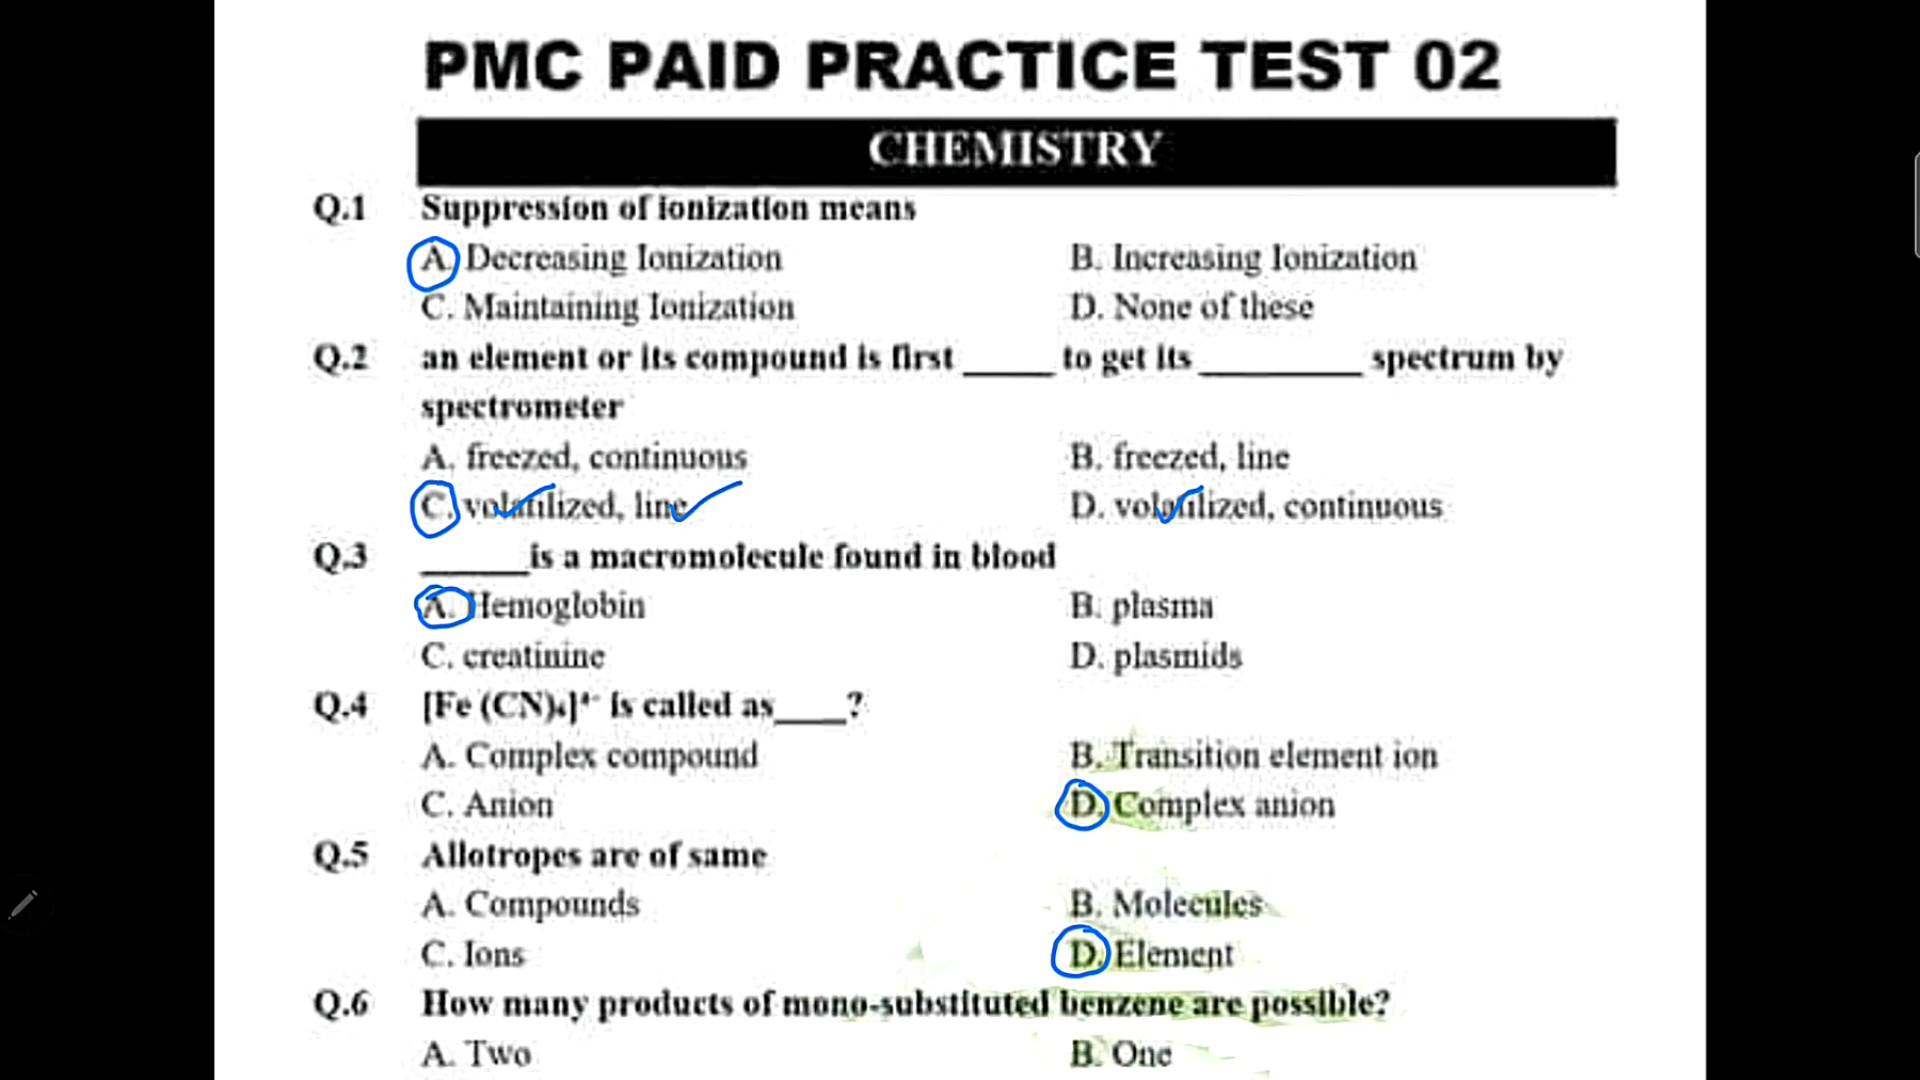 PMC PAID PRACTICE TEST 02
CHEMISTRY
Q.1 Suppression of ionization means
A. Decreasing Ionization B. Increasing Ionization
C. Maintaining Ionization D. None of these
Q.2 an element or its compound is first _____ to get its _________ spectrum by
spectrometer
A. freezed, continuous B. freezed, line
C. volatilized, line D. volatilized, continuous
Q.3 ______is a macromolecule found in blood
A. Hemoglobin B. plasma
C. creatinine D. plasmids
Q.4 [Fe (CN)₆]⁴⁻ is called as____?
A. Complex compound B. Transition element ion
C. Anion D. Complex anion
Q.5 Allotropes are of same
A. Compounds B. Molecules
C. Ions D. Element
Q.6 How many products of mono-substituted benzene are possible?
A. Two B. One